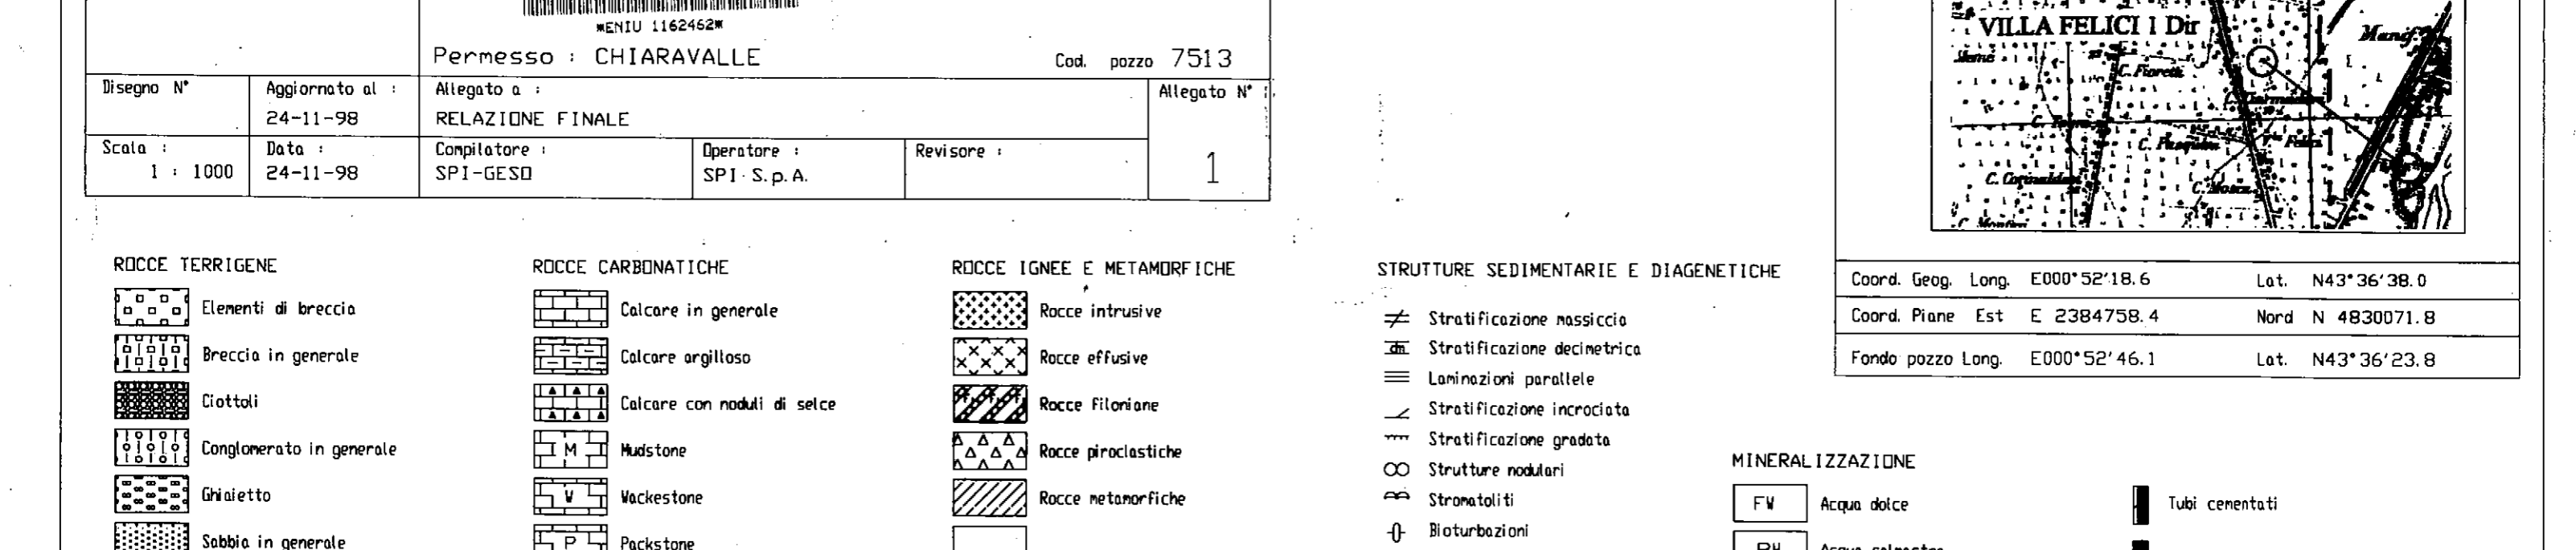 *ENIU 1162462*
Permesso : CHIARAVALLE
Cod. pozzo 7513
Disegno N°
Aggiornato al :
24-11-98
Allegato a :
RELAZIONE FINALE
Allegato N° :
1
Scala :
1 : 1000
Data :
24-11-98
Compilatore :
SPI-GESO
Operatore :
SPI S.p.A.
Revisore :
VILLA FELICI 1 Dir
C. Fioretti
Coord. Geog. Long. E000°52'18.6 Lat. N43°36'38.0
Coord. Piane Est E 2384758.4 Nord N 4830071.8
Fondo pozzo Long. E000°52'46.1 Lat. N43°36'23.8
ROCCE TERRIGENE
Elementi di breccia
Breccia in generale
Ciottoli
Conglomerato in generale
Ghiaietto
Sabbia in generale
ROCCE CARBONATICHE
Calcare in generale
Calcare argilloso
Calcare con noduli di selce
M Mudstone
W Wackestone
P Packstone
ROCCE IGNEE E METAMORFICHE
Rocce intrusive
Rocce effusive
Rocce filoniane
Rocce piroclastiche
Rocce metamorfiche
STRUTTURE SEDIMENTARIE E DIAGENETICHE
Stratificazione massiccia
dm Stratificazione decimetrica
Laminazioni parallele
Stratificazione incrociata
Stratificazione gradata
Strutture nodulari
Stromatoliti
Bioturbazioni
MINERALIZZAZIONE
FW Acqua dolce
Acqua salmastra
Tubi cementati